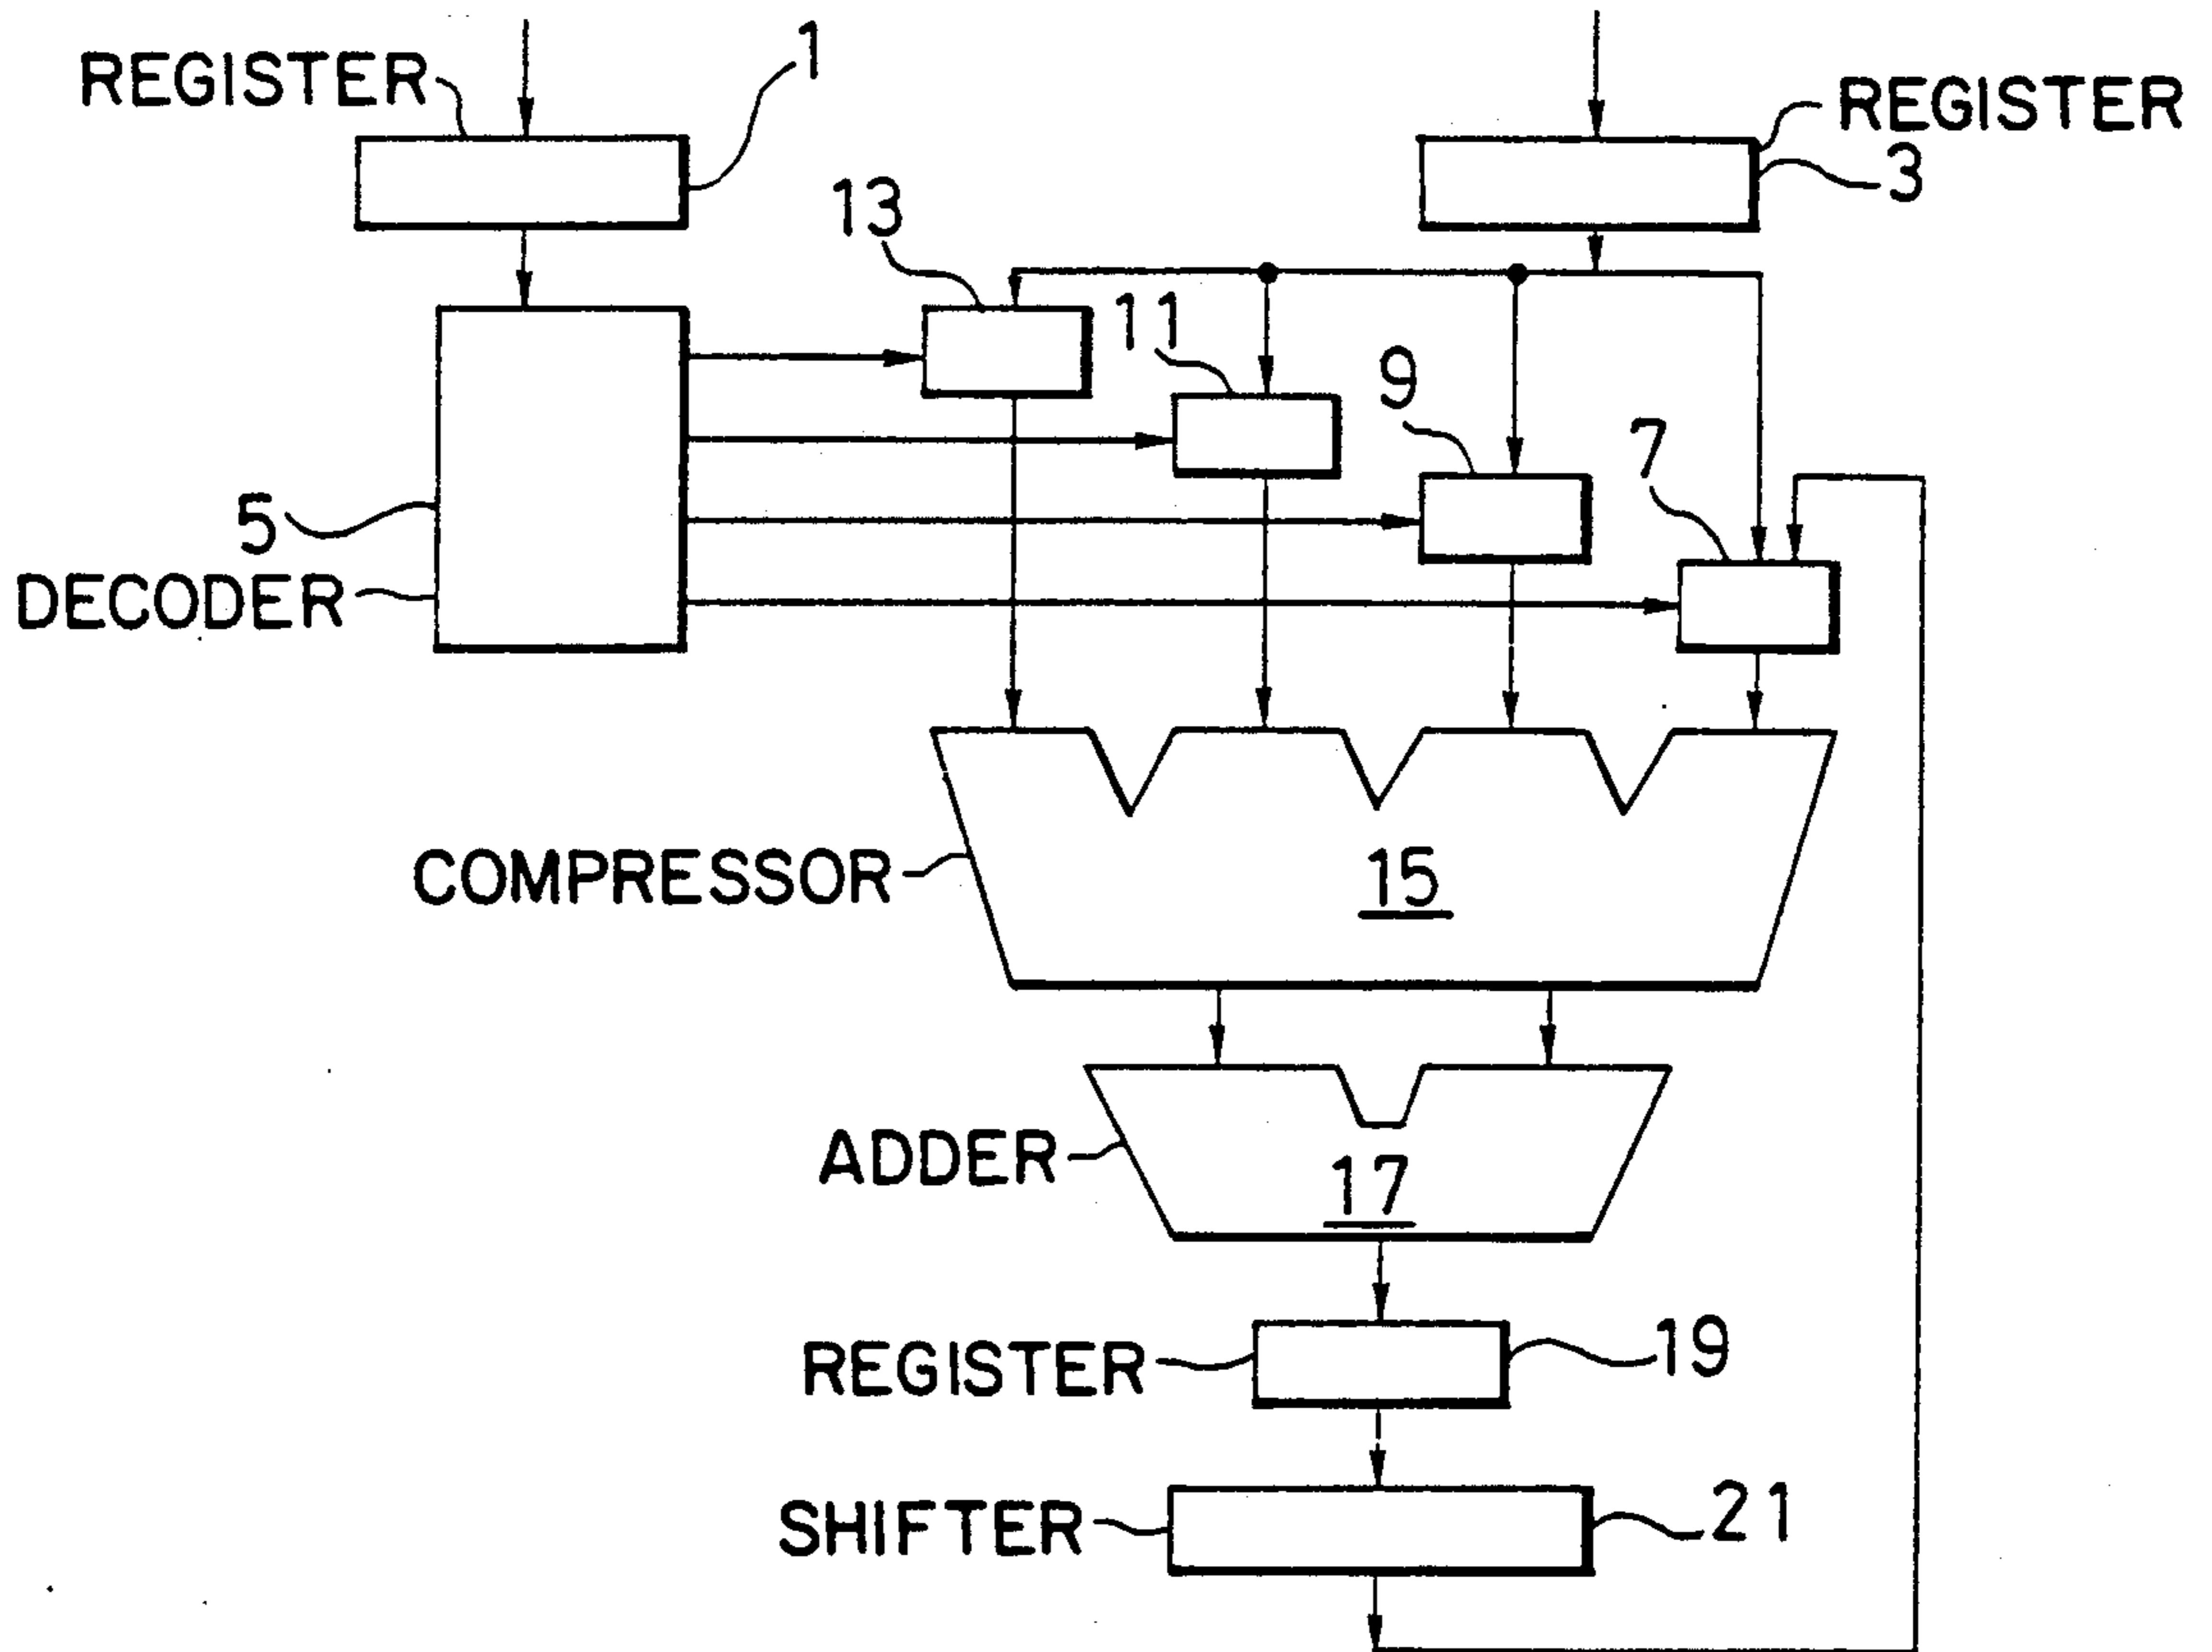 REGISTER
1
REGISTER
3
13
11
9
7
5
DECODER
COMPRESSOR
15
ADDER
17
REGISTER
19
SHIFTER
21